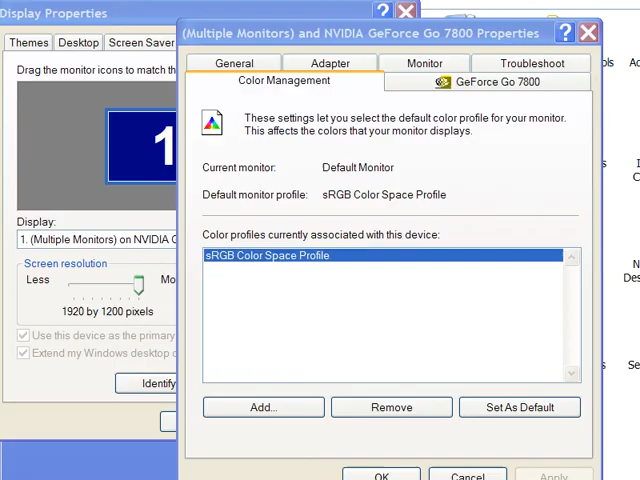 Display Properties
Themes
Desktop
Screen Saver
Drag the monitor icons to match th
1
Display:
1. (Multiple Monitors) on NVIDIA G
Screen resolution
Less
Mo
1920 by 1200 pixels
Use this device as the primary
Extend my Windows desktop o
Identify
(Multiple Monitors) and NVIDIA GeForce Go 7800 Properties
General
Adapter
Monitor
Troubleshoot
Color Management
GeForce Go 7800
These settings let you select the default color profile for your monitor.
This affects the colors that your monitor displays.
Current monitor:
Default Monitor
Default monitor profile:
sRGB Color Space Profile
Color profiles currently associated with this device:
sRGB Color Space Profile
Add...
Remove
Set As Default
OK
Cancel
Apply